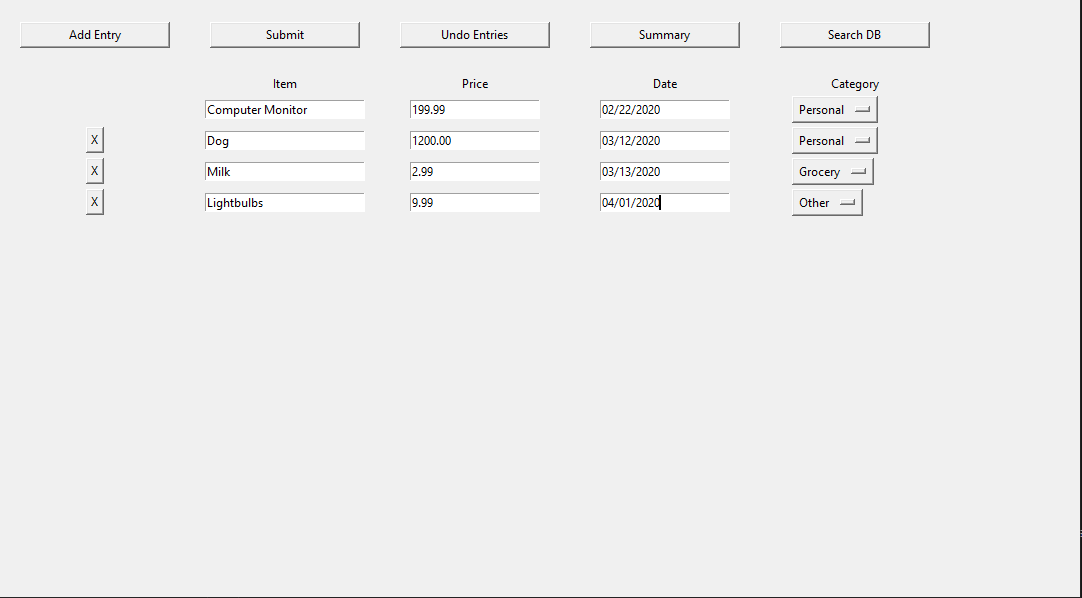 Add Entry Submit Undo Entries Summary Search DB
Item Price Date Category
Computer Monitor 199.99 02/22/2020 Personal
X Dog 1200.00 03/12/2020 Personal
X Milk 2.99 03/13/2020 Grocery
X Lightbulbs 9.99 04/01/2020 Other